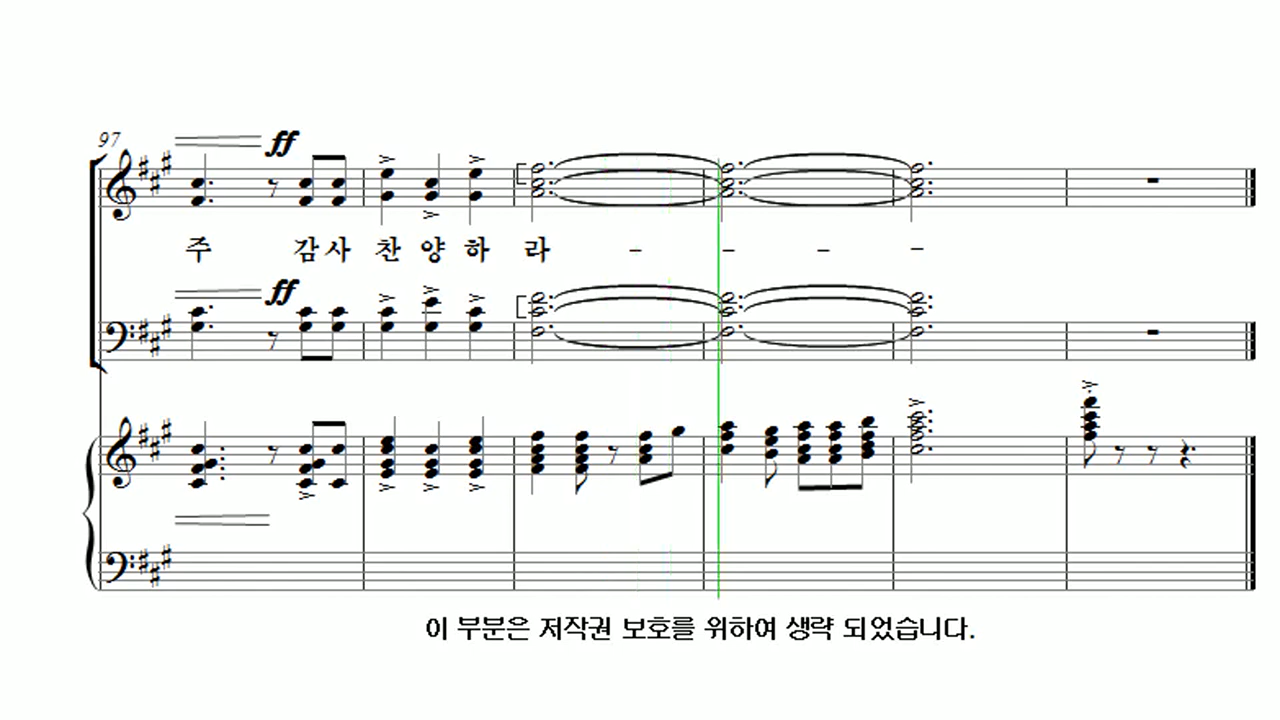 97
ff
주 감사 찬 양 하 라 - - - -
ff
이 부분은 저작권 보호를 위하여 생략 되었습니다.